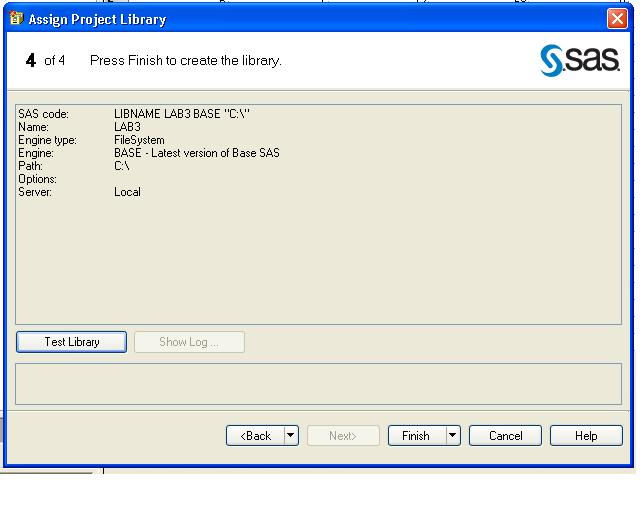 Assign Project Library
4 of 4 Press Finish to create the library.
sas
SAS code: LIBNAME LAB3 BASE "C:\"
Name: LAB3
Engine type: FileSystem
Engine: BASE - Latest version of Base SAS
Path: C:\
Options:
Server: Local
Test Library Show Log ...
<Back Next> Finish Cancel Help